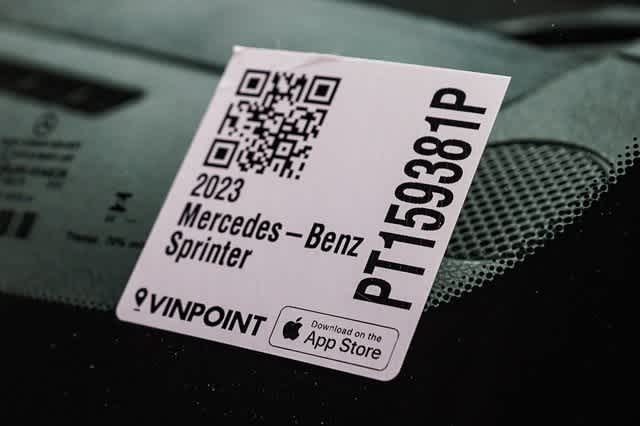 2023
Mercedes – Benz
Sprinter
PT159381P
VINPOINT
Download on the
App Store